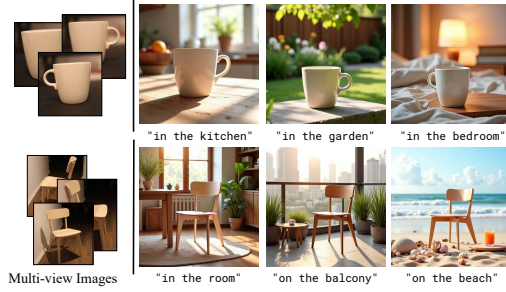 "in the kitchen" "in the garden" "in the bedroom"
"in the room" "on the balcony" "on the beach"
Multi-view Images